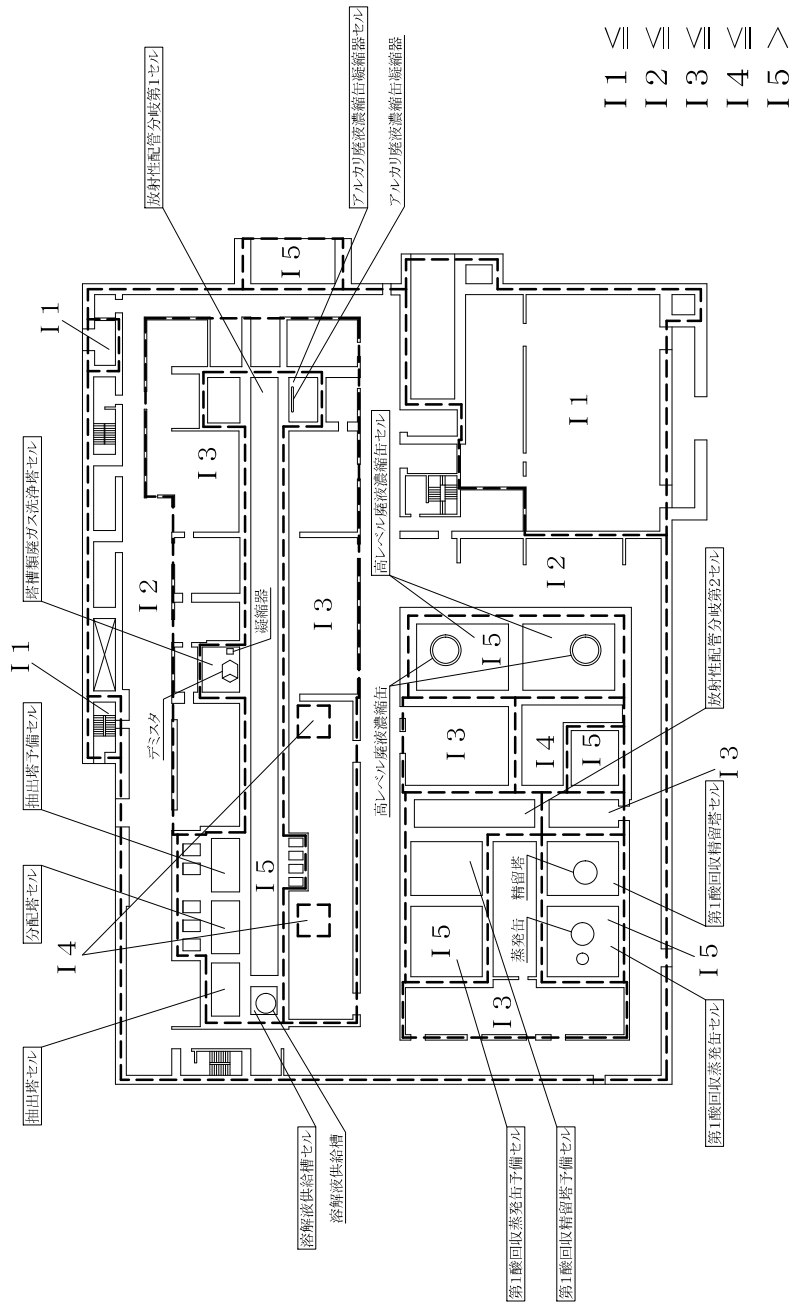 抽出塔セル
分配塔セル
抽出塔予備セル
I1
塔槽類廃ガス洗浄塔セル
I1
I4
I2
デミスタ
放射性配管分岐第1セル
I3
凝縮器
I5
I5
溶解液供給槽セル
溶解液供給槽
I3
アルカリ廃液濃縮缶凝縮器セル
アルカリ廃液濃縮缶凝縮器
高レベル廃液濃縮缶
高レベル廃液濃縮缶セル
I5
I3
I5
I3
I4
I5
蒸発缶
精留塔
I2
I1
第1酸回収蒸発缶予備セル
第1酸回収精留塔予備セル
I5
I3
第1酸回収蒸発缶セル
第1酸回収精留塔セル
放射性配管分岐第2セル
I1 ≦
I2 ≦
I3 ≦
I4 ≦
I5 >